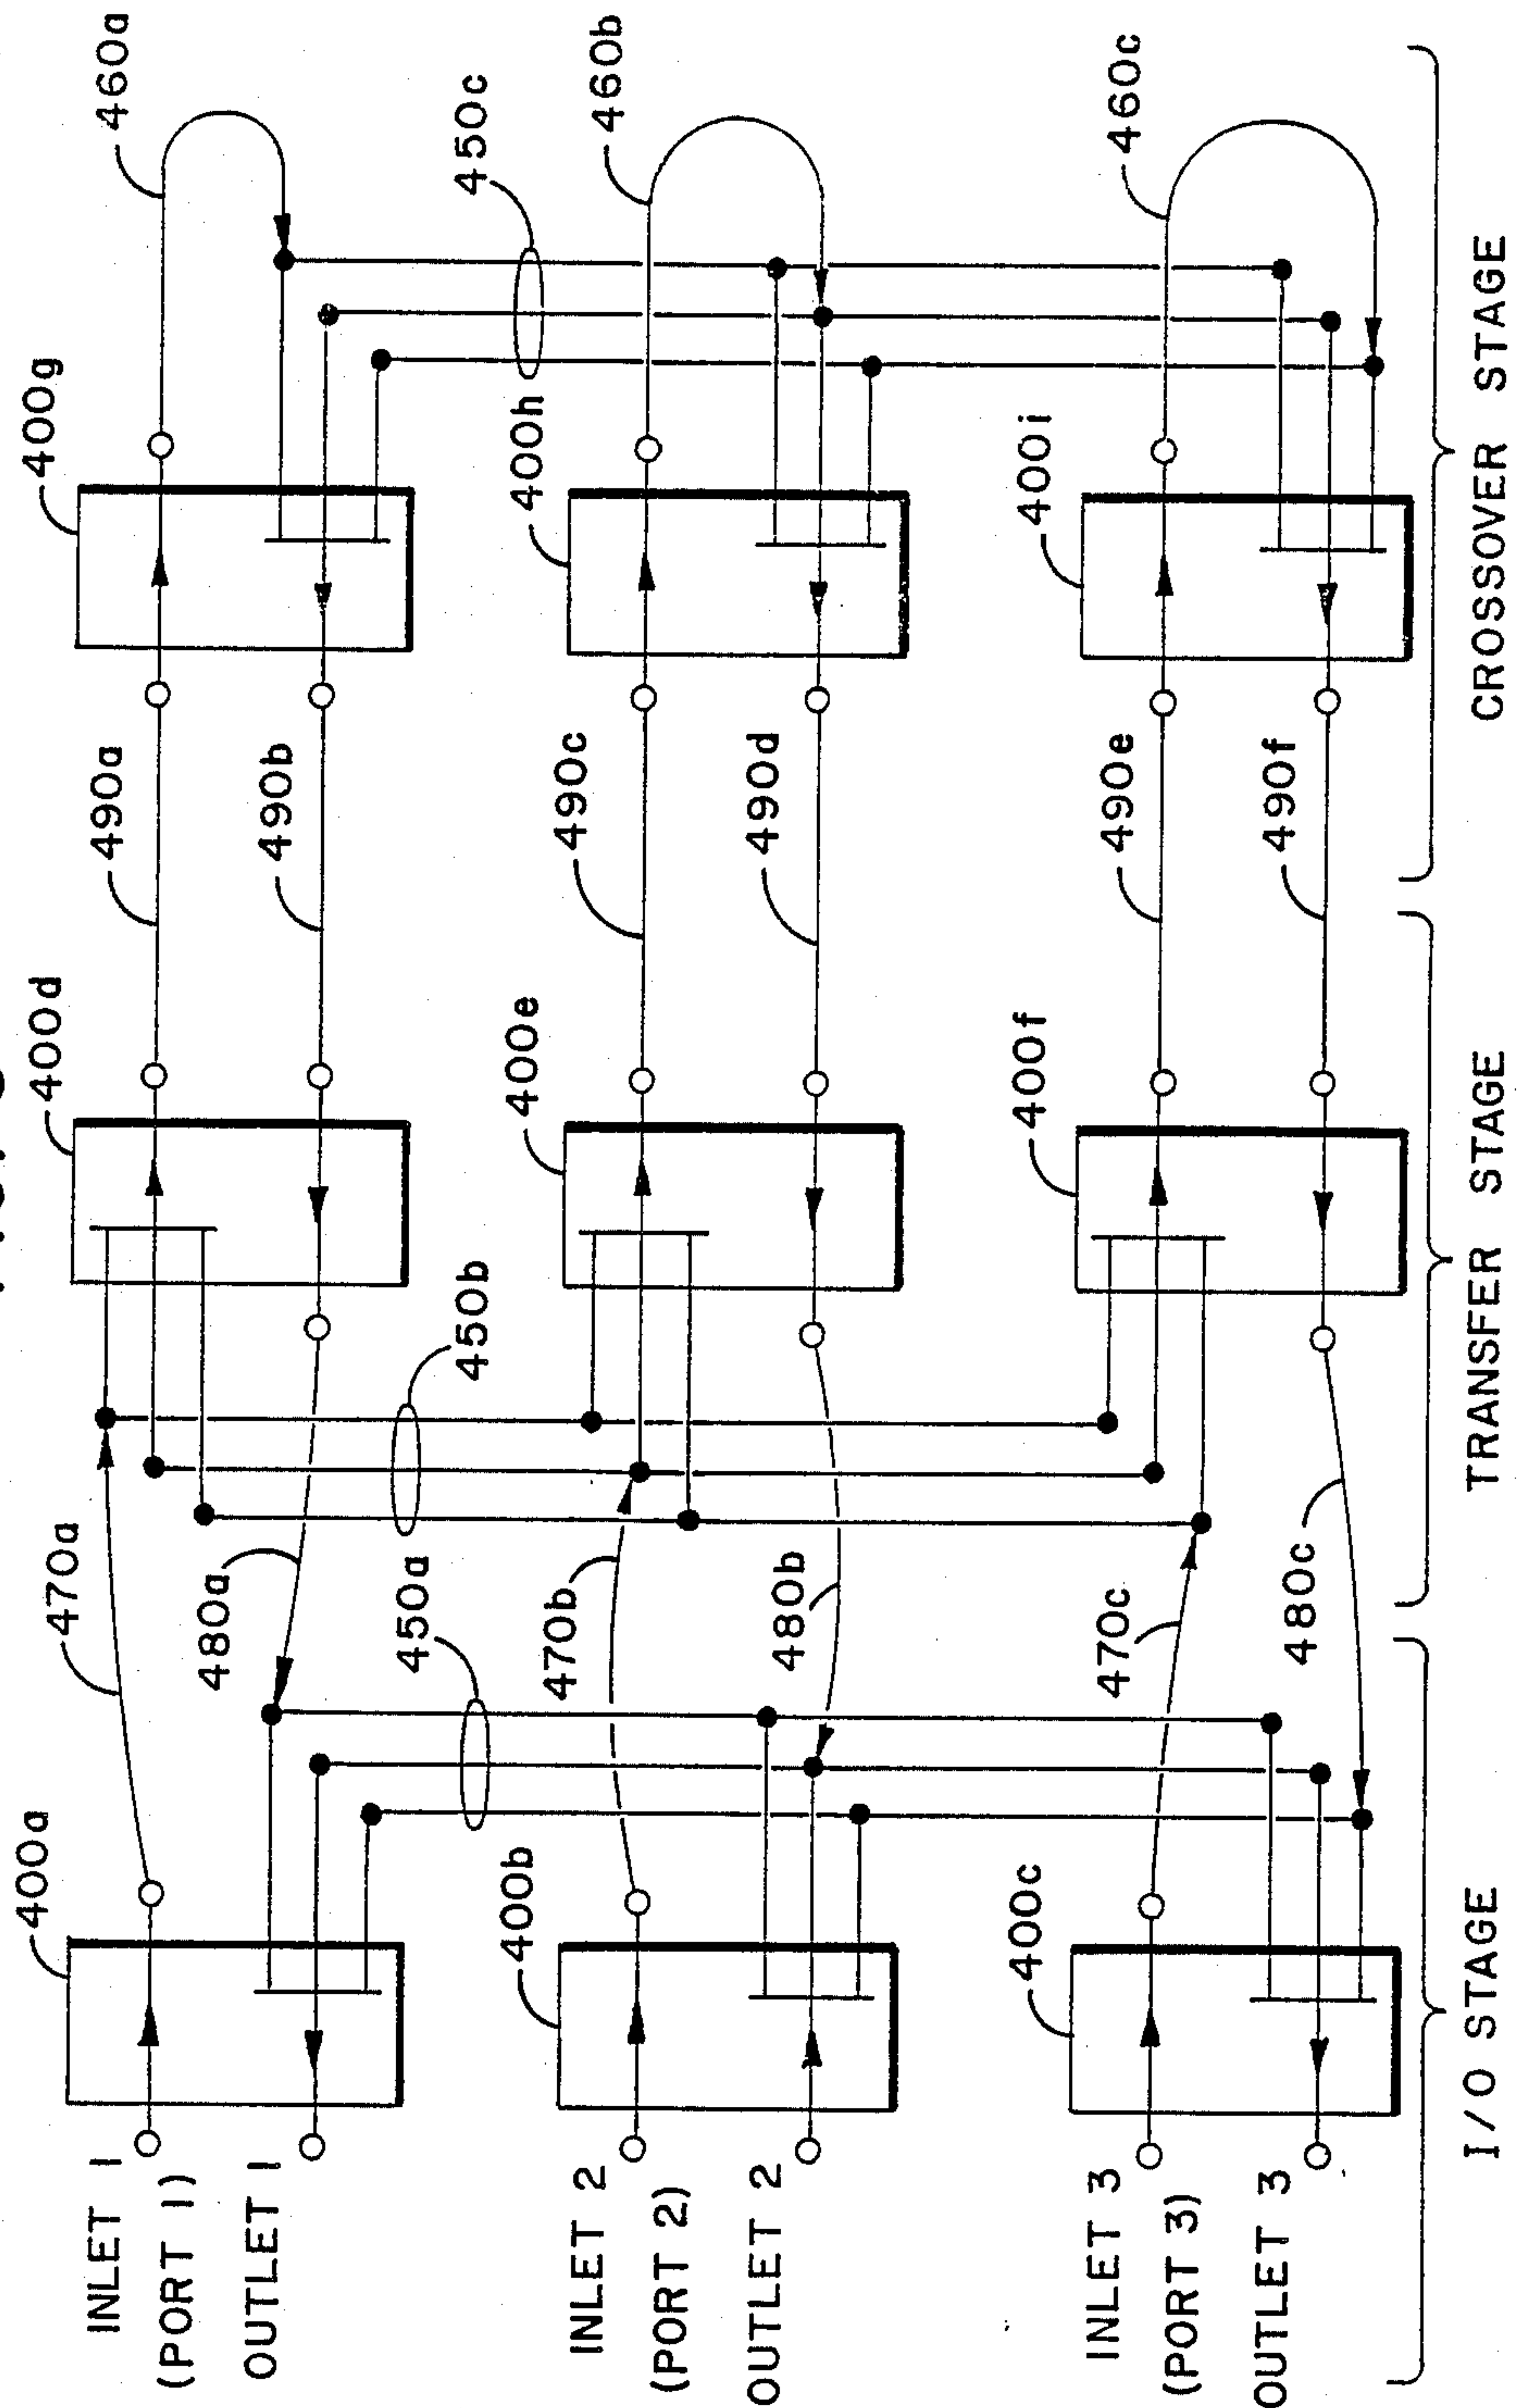 400a
470a
400d
490a
400g
460a
INLET 1
(PORT 1)
OUTLET 1
480a
490b
450a
450b
450c
400b
470b
400e
490c
400h
460b
INLET 2
(PORT 2)
OUTLET 2
480b
490d
400c
470c
400f
490e
400i
460c
INLET 3
(PORT 3)
OUTLET 3
480c
490f
I/O STAGE
TRANSFER STAGE
CROSSOVER STAGE